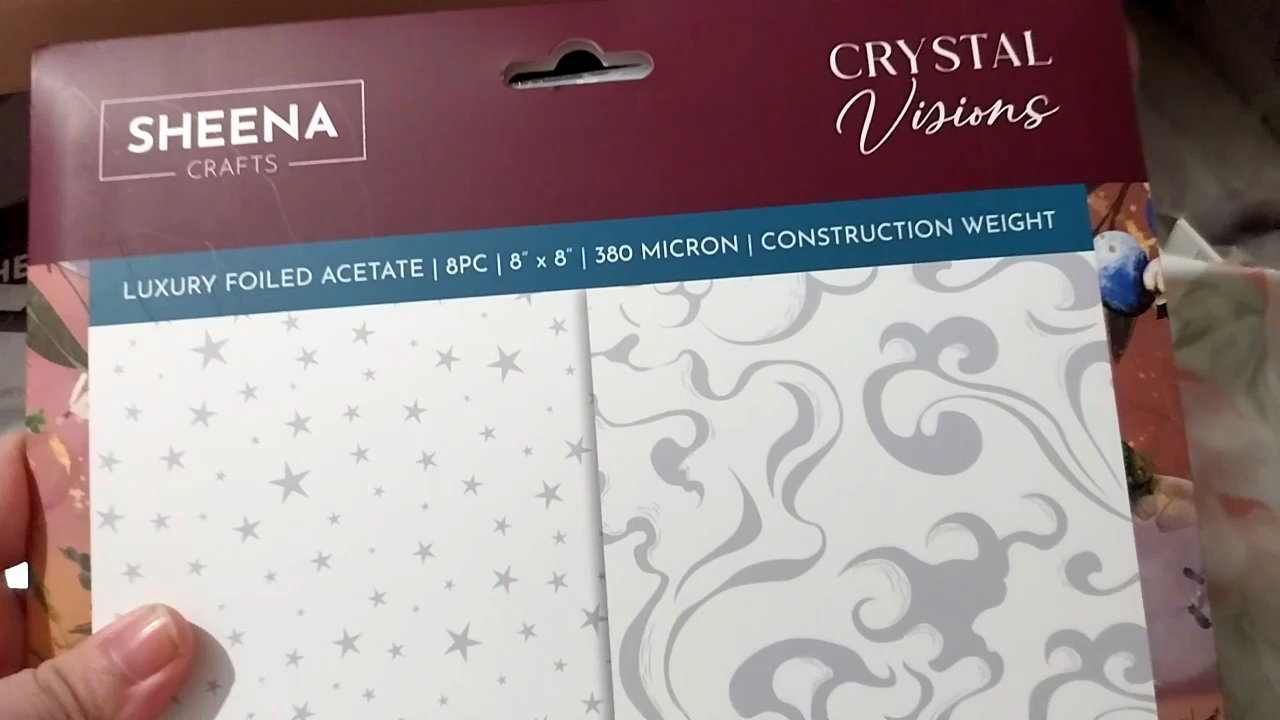 SHEENA
CRAFTS
CRYSTAL
Visions
LUXURY FOILED ACETATE | 8PC | 8" x 8" | 380 MICRON | CONSTRUCTION WEIGHT